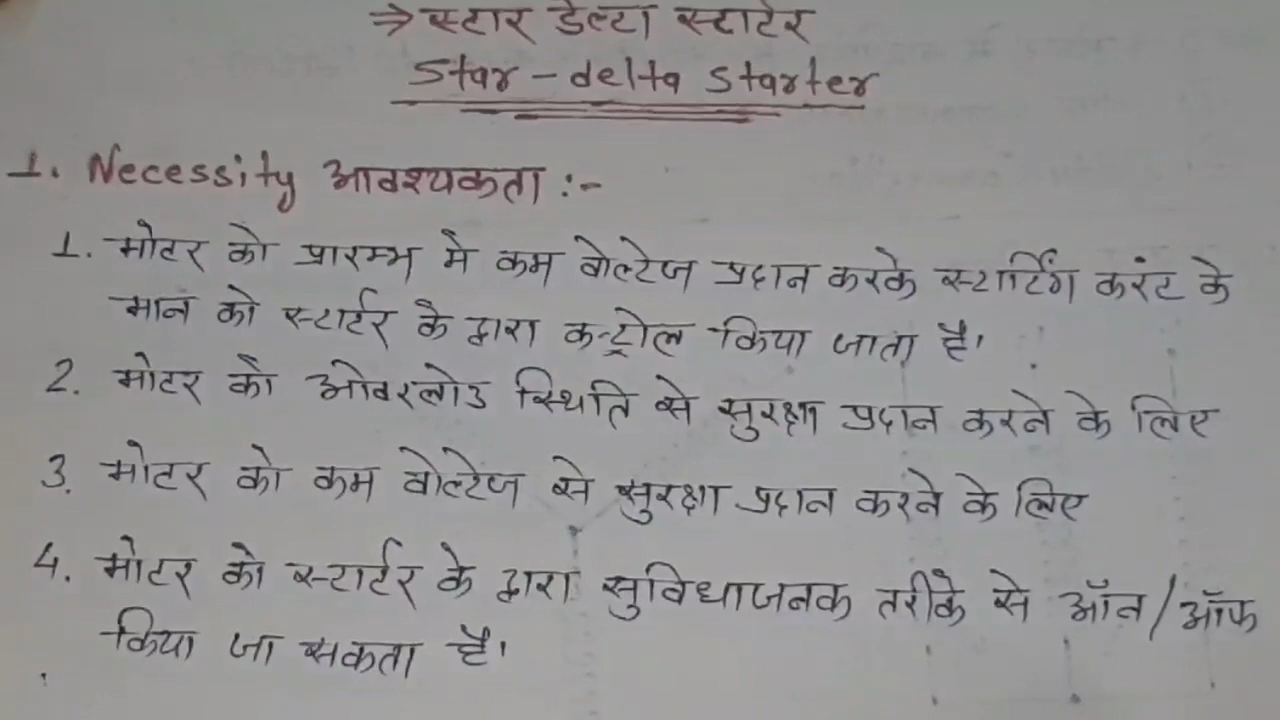 ⇒ स्टार डेल्टा स्टार्टर
Star-delta starter
1. Necessity आवश्यकता :-
1. मोटर को प्रारम्भ मे कम वोल्टेज प्रदान करके स्टार्टिंग करंट के
मान को स्टार्टर के द्वारा कन्ट्रोल किया जाता है।
2. मोटर को ओवरलोड स्थिति से सुरक्षा प्रदान करने के लिए
3. मोटर को कम वोल्टेज से सुरक्षा प्रदान करने के लिए
4. मोटर को स्टार्टर के द्वारा सुविधाजनक तरीके से ऑन/ऑफ
किया जा सकता है।